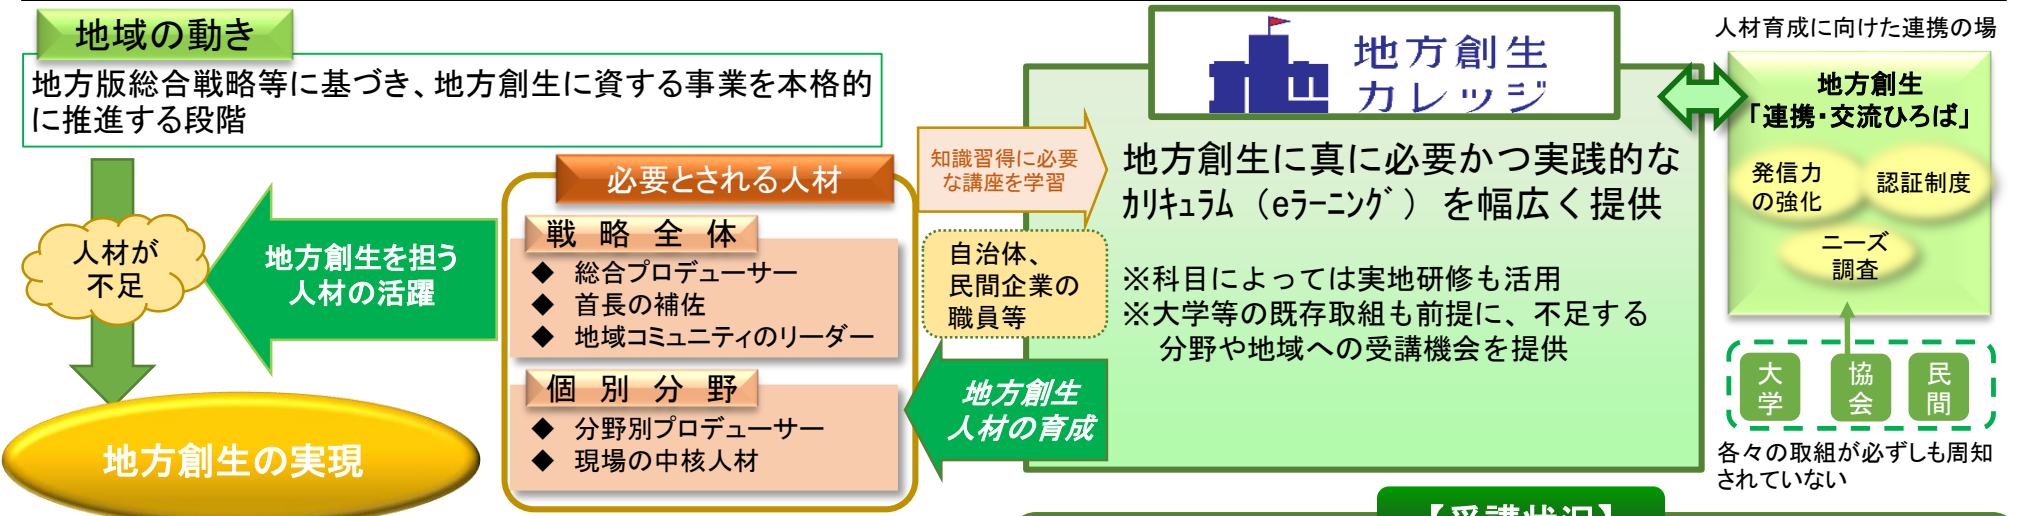 地域の動き
地方版総合戦略等に基づき、地方創生に資する事業を本格的
に推進する段階
人材が
不足
地方創生の実現
地方創生を担う
人材の活躍
必要とされる人材
戦略全体
◆ 総合プロデューサー
◆ 首長の補佐
◆ 地域コミュニティのリーダー
個別分野
◆ 分野別プロデューサー
◆ 現場の中核人材
知識習得に必要
な講座を学習
自治体、
民間企業の
職員等
地方創生
人材の育成
地方創生
カレッジ
地方創生に真に必要かつ実践的な
ｶﾘｷｭﾗﾑ（eﾗｰﾆﾝｸﾞ）を幅広く提供
※科目によっては実地研修も活用
※大学等の既存取組も前提に、不足する
分野や地域への受講機会を提供
人材育成に向けた連携の場
地方創生
「連携・交流ひろば」
発信力
の強化
認証制度
ニーズ
調査
大学
協会
民間
各々の取組が必ずしも周知
されていない
【受講状況】